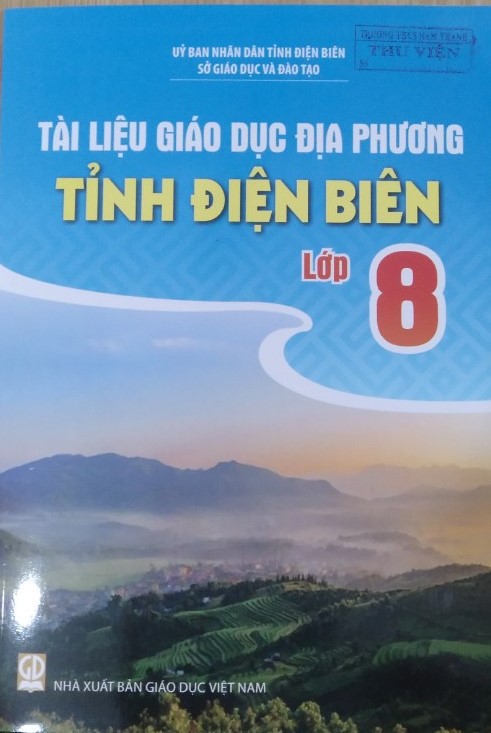 UỶ BAN NHÂN DÂN TỈNH ĐIỆN BIÊN
SỞ GIÁO DỤC VÀ ĐÀO TẠO
THƯ VIỆN
TÀI LIỆU GIÁO DỤC ĐỊA PHƯƠNG
TỈNH ĐIỆN BIÊN
Lớp 8
GD
NHÀ XUẤT BẢN GIÁO DỤC VIỆT NAM